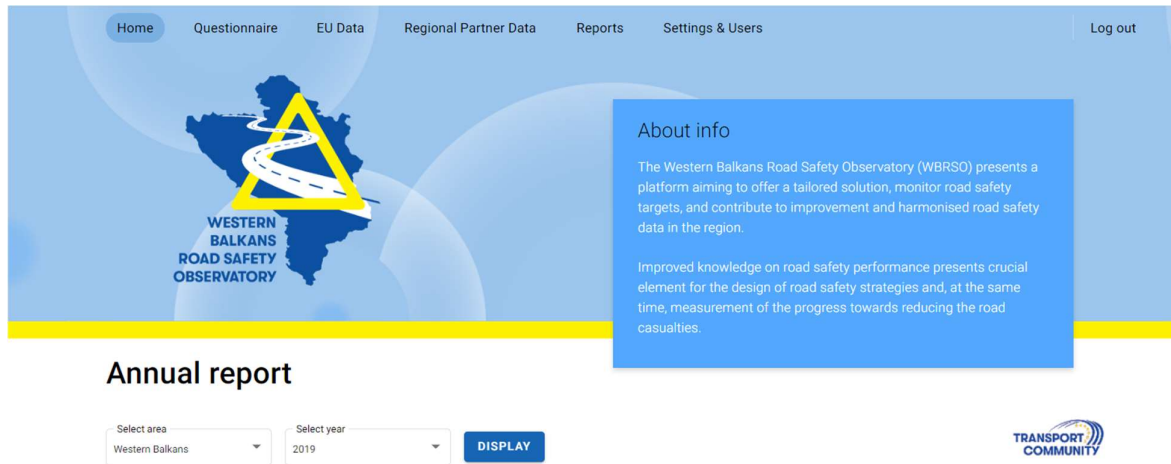 Home Questionnaire EU Data Regional Partner Data Reports Settings & Users Log out
WESTERN
BALKANS
ROAD SAFETY
OBSERVATORY
About info
The Western Balkans Road Safety Observatory (WBRSO) presents a
platform aiming to offer a tailored solution, monitor road safety
targets, and contribute to improvement and harmonised road safety
data in the region.
Improved knowledge on road safety performance presents crucial
element for the design of road safety strategies and, at the same
time, measurement of the progress towards reducing the road
casualties.
Annual report
Select area Select year
Western Balkans 2019 DISPLAY
TRANSPORT
COMMUNITY